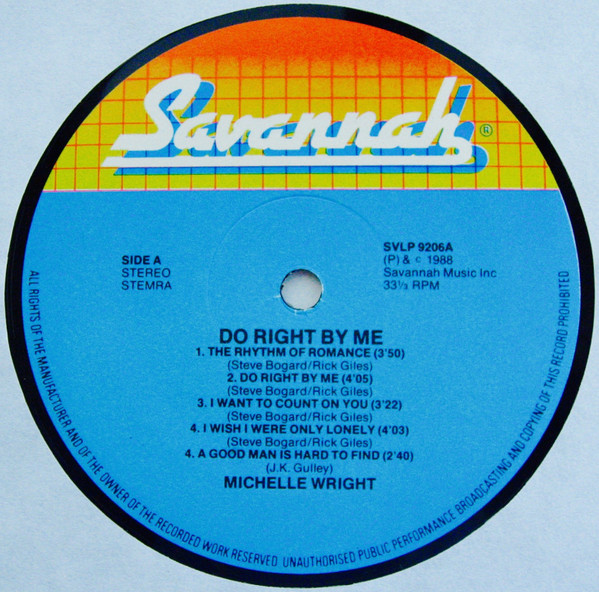 Savannah ®
SIDE A
STEREO
STEMRA
SVLP 9206A
(P) & © 1988
Savannah Music Inc
33⅓ RPM
DO RIGHT BY ME
1. THE RHYTHM OF ROMANCE (3'50)
(Steve Bogard/Rick Giles)
2. DO RIGHT BY ME (4'05)
(Steve Bogard/Rick Giles)
3. I WANT TO COUNT ON YOU (3'22)
(Steve Bogard/Rick Giles)
4. I WISH I WERE ONLY LONELY (4'03)
(Steve Bogard/Rick Giles)
4. A GOOD MAN IS HARD TO FIND (2'40)
(J.K. Gulley)
MICHELLE WRIGHT
ALL RIGHTS OF THE MANUFACTURER AND OF THE OWNER OF THE RECORDED WORK RESERVED. UNAUTHORISED PUBLIC PERFORMANCE BROADCASTING AND COPYING OF THIS RECORD PROHIBITED